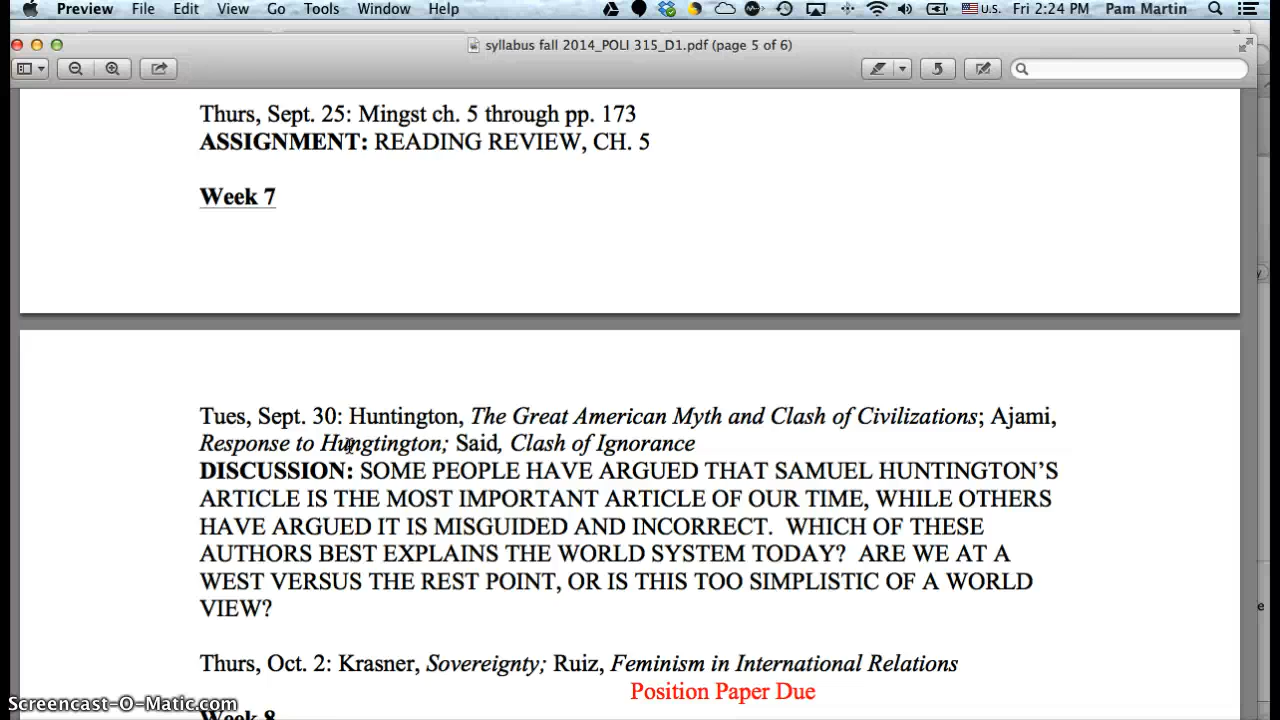 Preview File Edit View Go Tools Window Help U.S. Fri 2:24 PM Pam Martin
syllabus fall 2014_POLI 315_D1.pdf (page 5 of 6)
Thurs, Sept. 25: Mingst ch. 5 through pp. 173
ASSIGNMENT: READING REVIEW, CH. 5
Week 7
Tues, Sept. 30: Huntington, The Great American Myth and Clash of Civilizations; Ajami,
Response to Hungtington; Said, Clash of Ignorance
DISCUSSION: SOME PEOPLE HAVE ARGUED THAT SAMUEL HUNTINGTON'S
ARTICLE IS THE MOST IMPORTANT ARTICLE OF OUR TIME, WHILE OTHERS
HAVE ARGUED IT IS MISGUIDED AND INCORRECT. WHICH OF THESE
AUTHORS BEST EXPLAINS THE WORLD SYSTEM TODAY? ARE WE AT A
WEST VERSUS THE REST POINT, OR IS THIS TOO SIMPLISTIC OF A WORLD
VIEW?
Thurs, Oct. 2: Krasner, Sovereignty; Ruiz, Feminism in International Relations
Position Paper Due
Screencast-O-Matic.com
Week 8